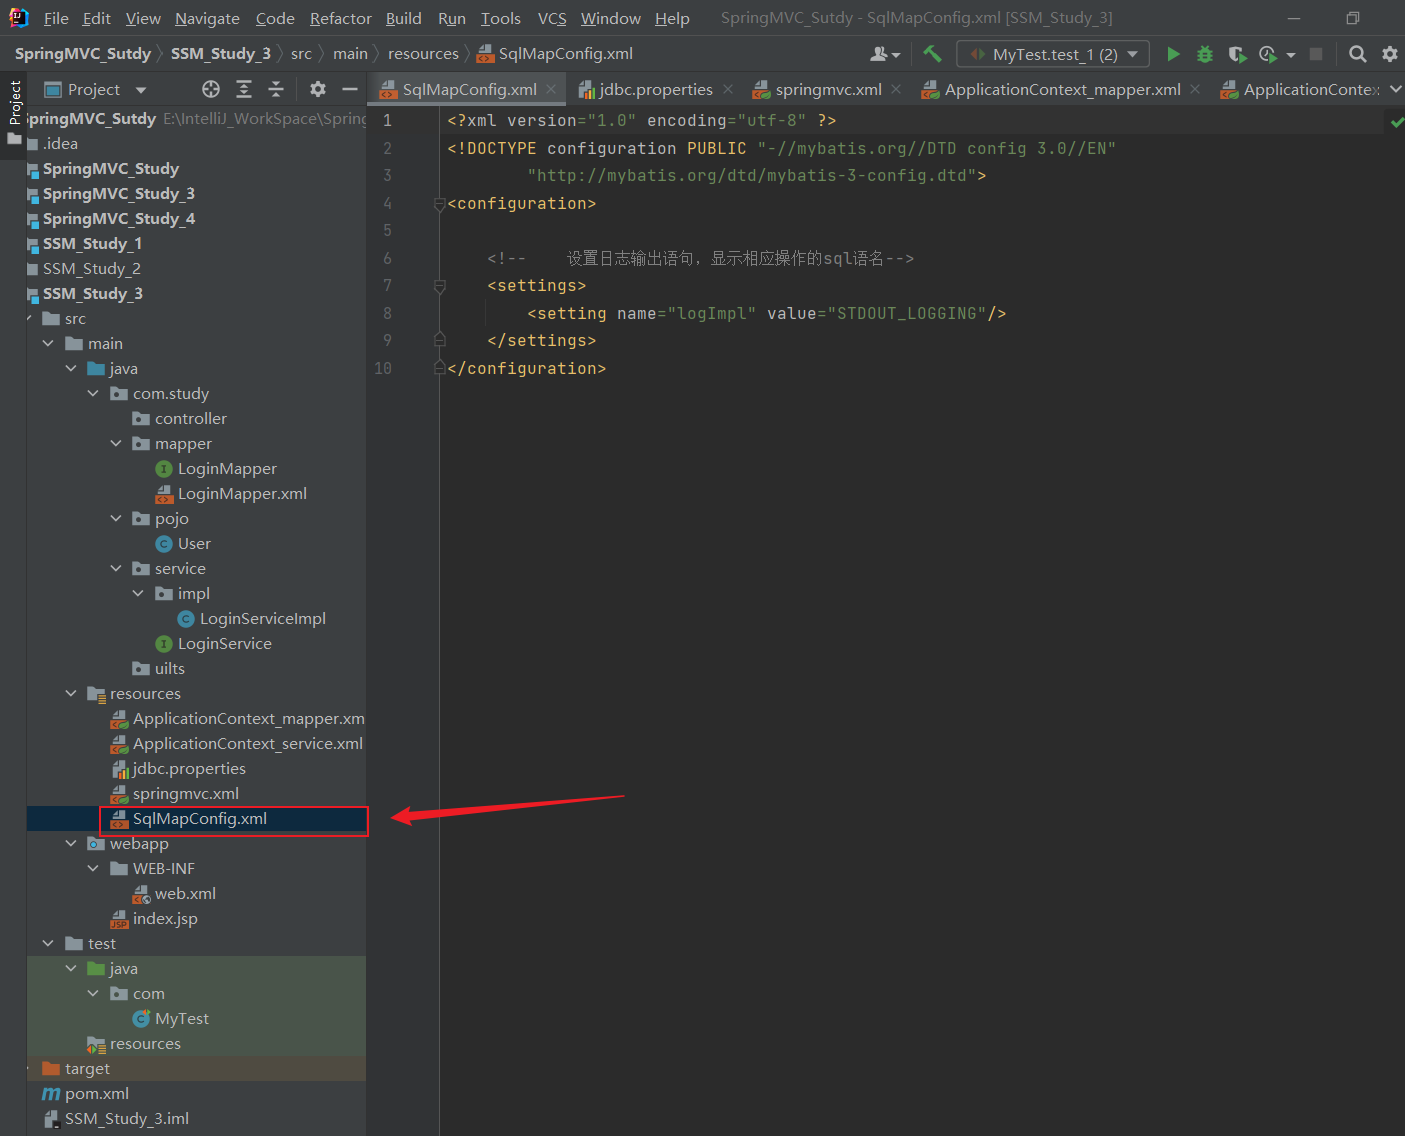 File Edit View Navigate Code Refactor Build Run Tools VCS Window Help SpringMVC_Sutdy - SqlMapConfig.xml [SSM_Study_3]
SpringMVC_Sutdy SSM_Study_3 src main resources SqlMapConfig.xml MyTest.test_1 (2)
Project
Project
SqlMapConfig.xml jdbc.properties springmvc.xml ApplicationContext_mapper.xml ApplicationContex
SpringMVC_Sutdy E:\IntelliJ_WorkSpace\Spring
.idea
SpringMVC_Study
SpringMVC_Study_3
SpringMVC_Study_4
SSM_Study_1
SSM_Study_2
SSM_Study_3
src
main
java
com.study
controller
mapper
LoginMapper
LoginMapper.xml
pojo
User
service
impl
LoginServiceImpl
LoginService
uilts
resources
ApplicationContext_mapper.xm
ApplicationContext_service.xml
jdbc.properties
springmvc.xml
SqlMapConfig.xml
webapp
WEB-INF
web.xml
index.jsp
test
java
com
MyTest
resources
target
pom.xml
SSM_Study_3.iml
1 <?xml version="1.0" encoding="utf-8" ?>
2 <!DOCTYPE configuration PUBLIC "-//mybatis.org//DTD config 3.0//EN"
3 "http://mybatis.org/dtd/mybatis-3-config.dtd">
4 <configuration>
5
6 <!-- 设置日志输出语句，显示相应操作的sql语名-->
7 <settings>
8 <setting name="logImpl" value="STDOUT_LOGGING"/>
9 </settings>
10 </configuration>